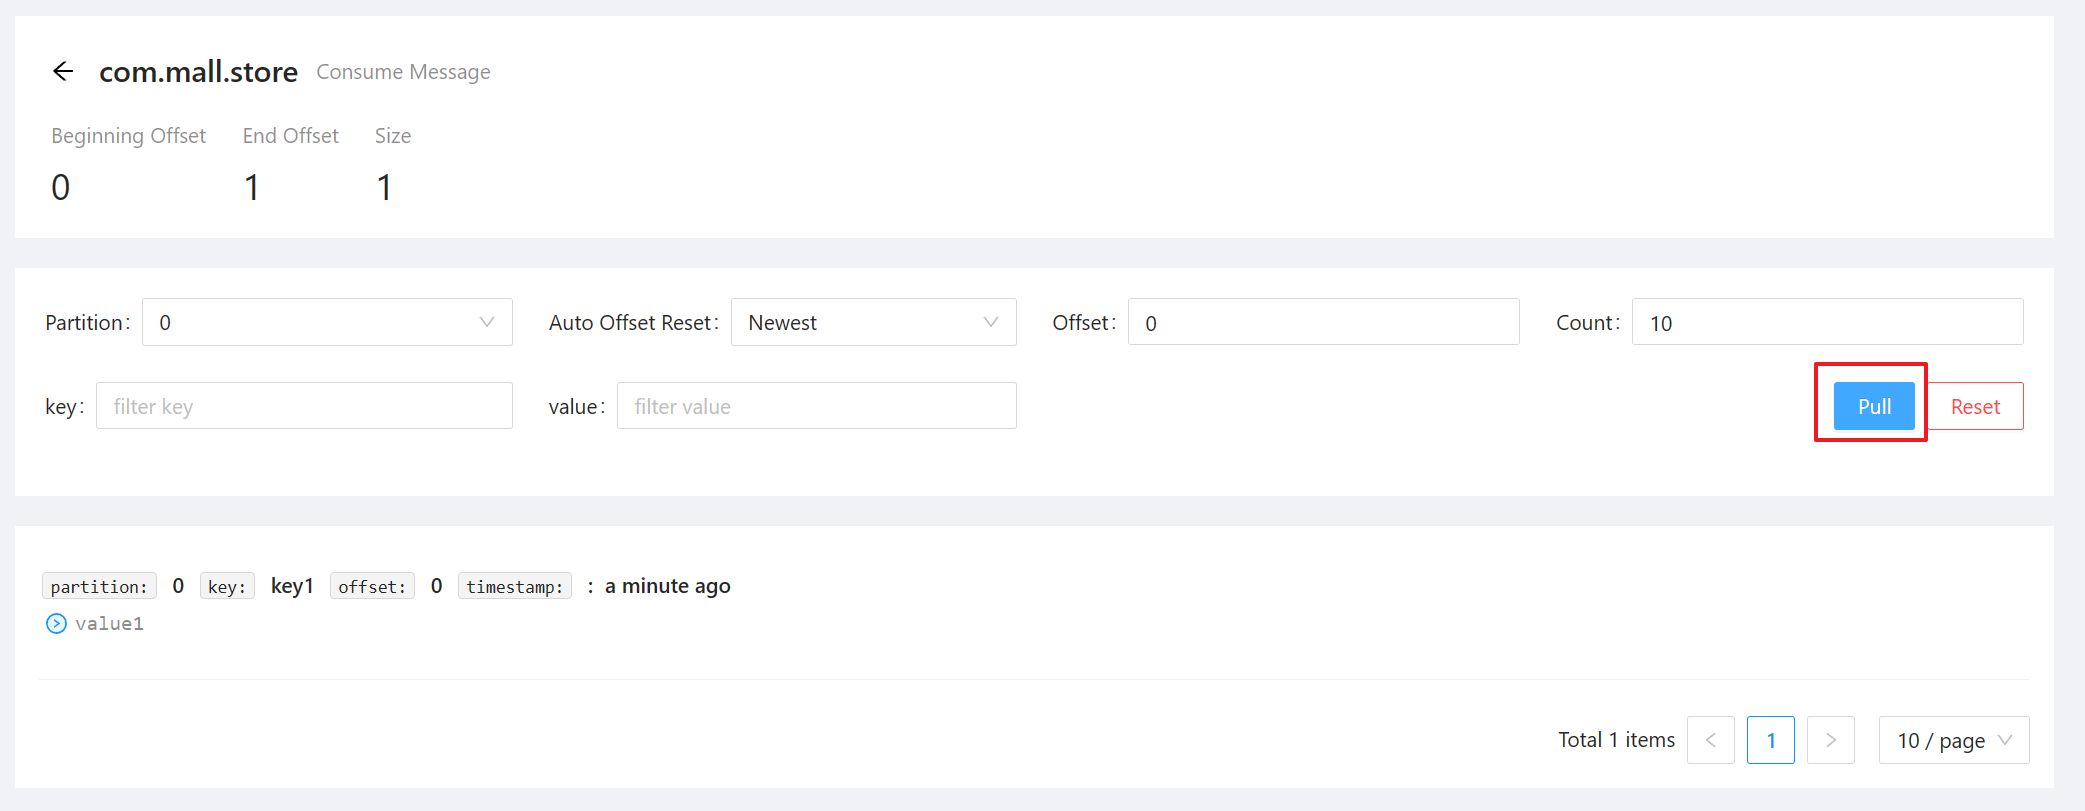 com.mall.store Consume Message
Beginning Offset End Offset Size
0 1 1
Partition: 0 Auto Offset Reset: Newest Offset: 0 Count: 10
key: filter key value: filter value Pull Reset
partition: 0 key: key1 offset: 0 timestamp: : a minute ago
value1
Total 1 items < 1 > 10 / page